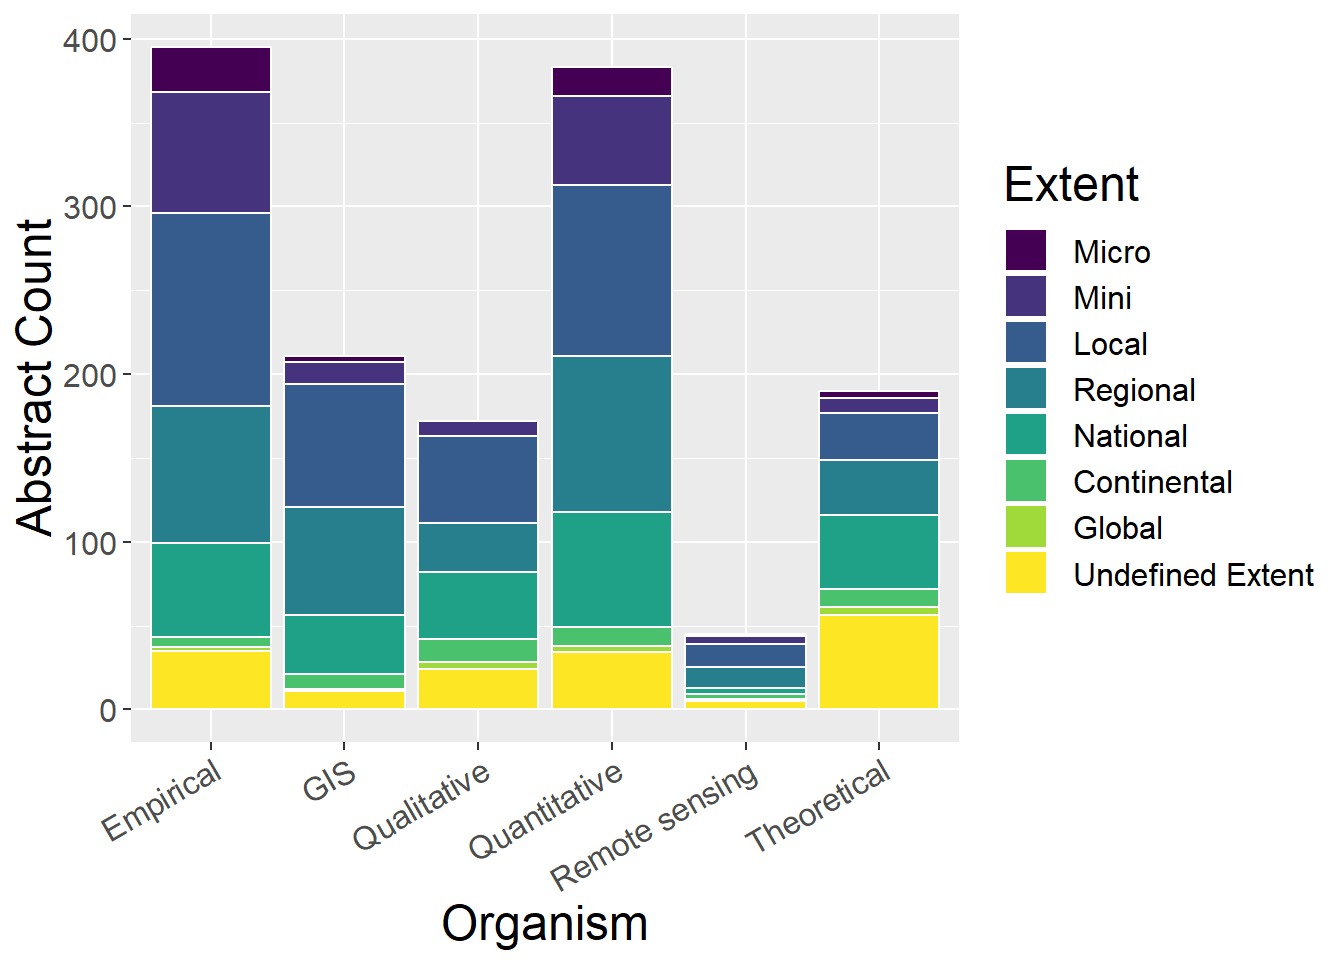 Abstract Count
400
300
200
100
0
Empirical
GIS
Qualitative
Quantitative
Remote sensing
Theoretical
Organism
Extent
Micro
Mini
Local
Regional
National
Continental
Global
Undefined Extent